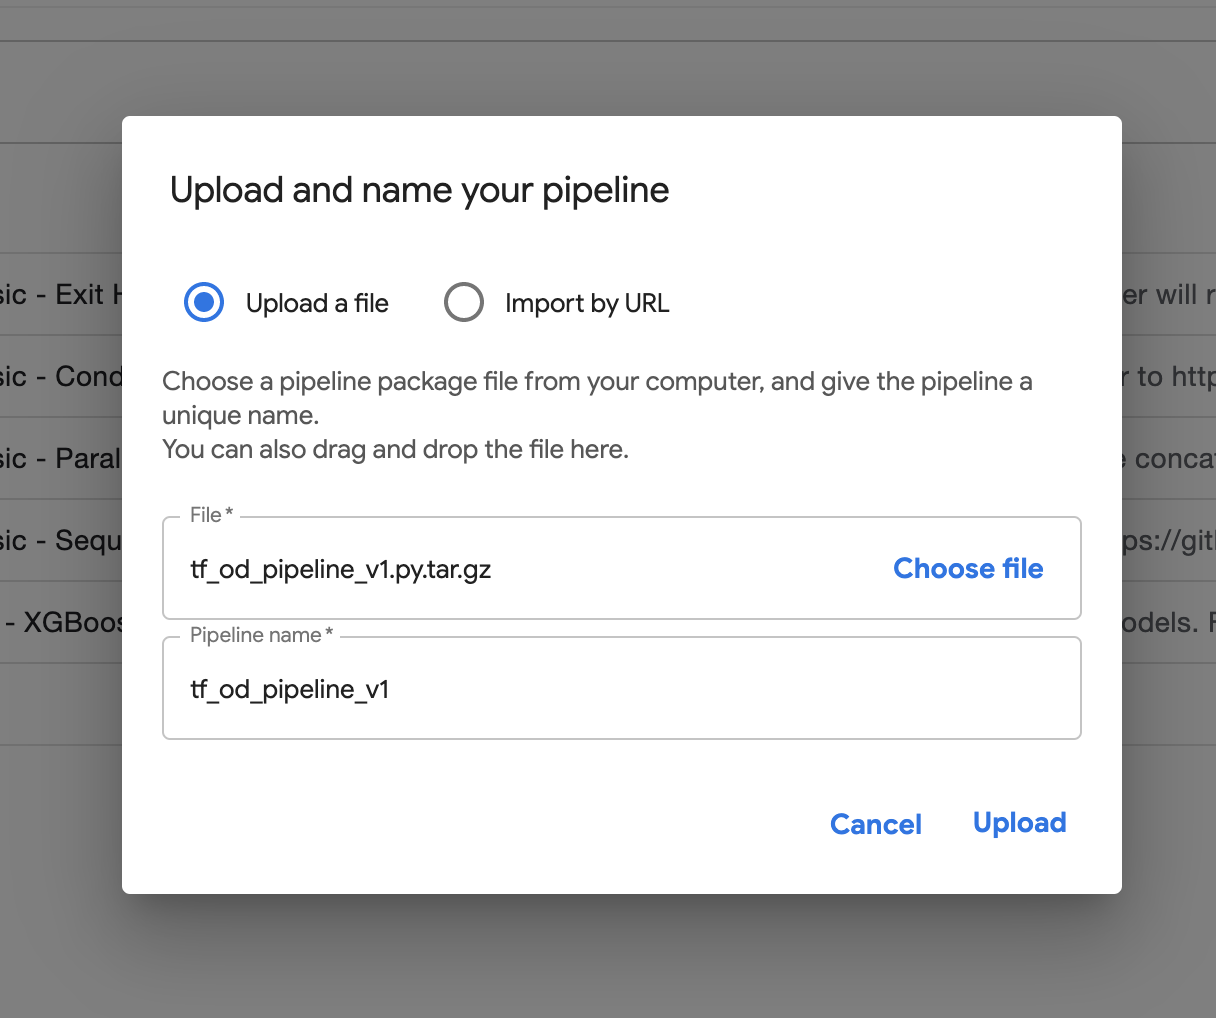 Upload and name your pipeline
Upload a file Import by URL
Choose a pipeline package file from your computer, and give the pipeline a
unique name.
You can also drag and drop the file here.
File*
tf_od_pipeline_v1.py.tar.gz Choose file
Pipeline name*
tf_od_pipeline_v1
Cancel Upload
sic - Exit
er will
sic - Cond
to http
sic - Paral
conca
sic - Sequ
ps://git
- XGBoos
odels.